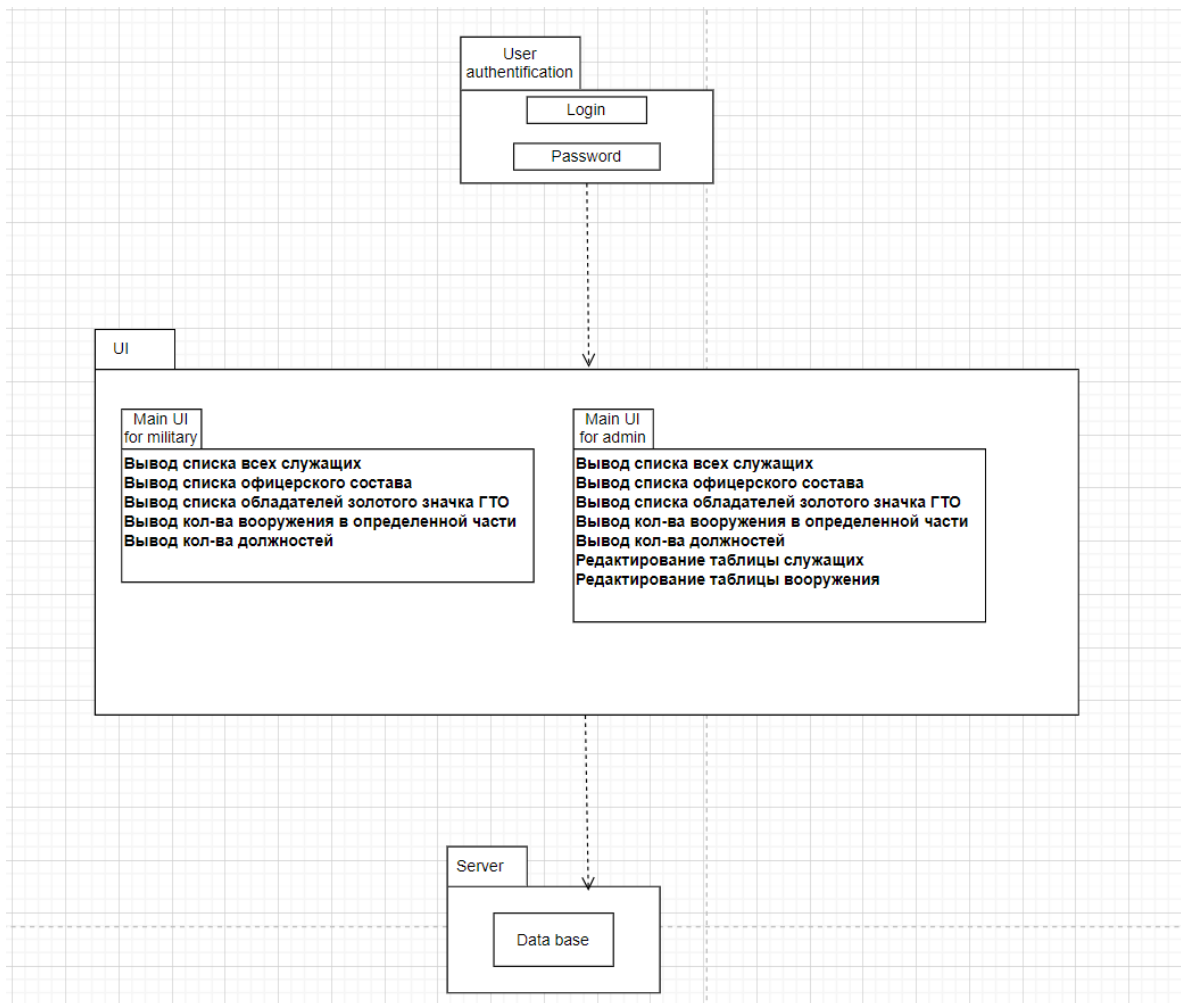 User
authentification
Login
Password
UI
Main UI
for military
Вывод списка всех служащих
Вывод списка офицерского состава
Вывод списка обладателей золотого значка ГТО
Вывод кол-ва вооружения в определенной части
Вывод кол-ва должностей
Main UI
for admin
Вывод списка всех служащих
Вывод списка офицерского состава
Вывод списка обладателей золотого значка ГТО
Вывод кол-ва вооружения в определенной части
Вывод кол-ва должностей
Редактирование таблицы служащих
Редактирование таблицы вооружения
Server
Data base